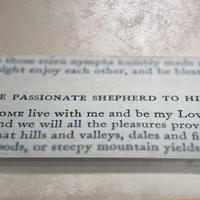 those stern nymphs humbly made
ight enjoy each other, and be bles
E PASSIONATE SHEPHERD TO HI
OME live with me and be my Lov
nd we will all the pleasures prov
hat hills and valleys, dales and fi
oods, or steepy mountain yields